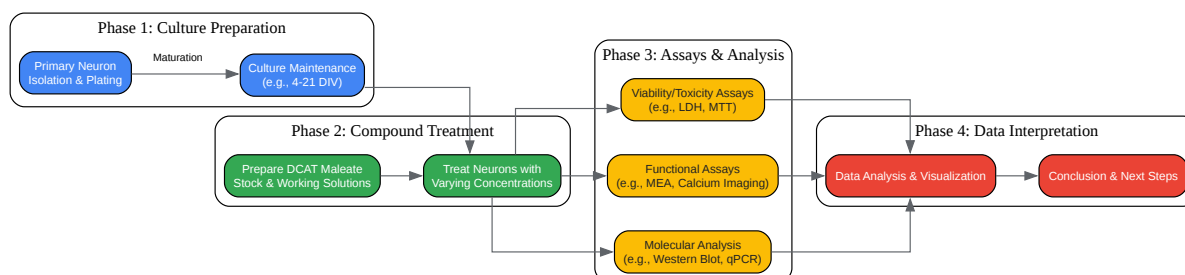 Phase 1: Culture Preparation
Primary Neuron
Isolation & Plating
Maturation
Culture Maintenance
(e.g., 4-21 DIV)
Phase 2: Compound Treatment
Prepare DCAT Maleate
Stock & Working Solutions
Treat Neurons with
Varying Concentrations
Phase 3: Assays & Analysis
Viability/Toxicity Assays
(e.g., LDH, MTT)
Functional Assays
(e.g., MEA, Calcium Imaging)
Molecular Analysis
(e.g., Western Blot, qPCR)
Phase 4: Data Interpretation
Data Analysis & Visualization
Conclusion & Next Steps